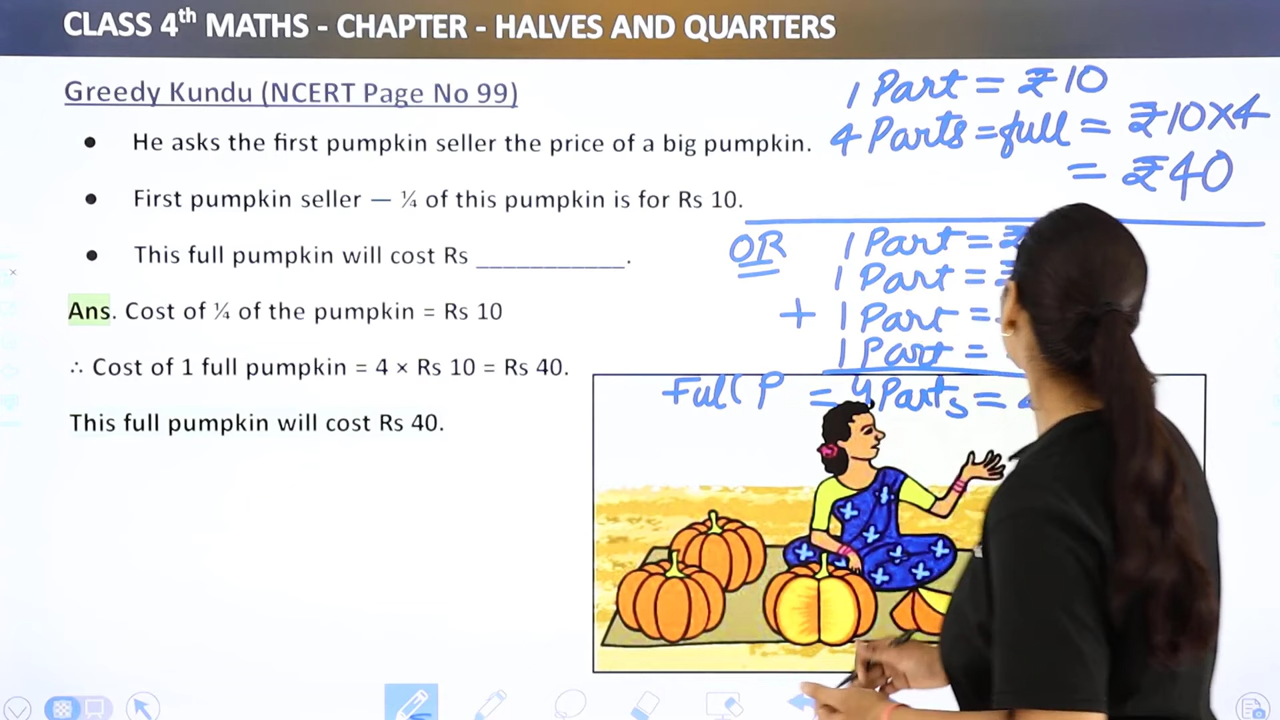 CLASS 4th MATHS - CHAPTER - HALVES AND QUARTERS
Greedy Kundu (NCERT Page No 99)
• He asks the first pumpkin seller the price of a big pumpkin.
• First pumpkin seller — ¼ of this pumpkin is for Rs 10.
• This full pumpkin will cost Rs ___________.
Ans. Cost of ¼ of the pumpkin = Rs 10
∴ Cost of 1 full pumpkin = 4 × Rs 10 = Rs 40.
This full pumpkin will cost Rs 40.
1 Part = ₹10
4 Parts = full = ₹10×4
= ₹40
OR 1 Part =
1 Part =
+ 1 Part =
1 Part =
Full P = 4 Parts =